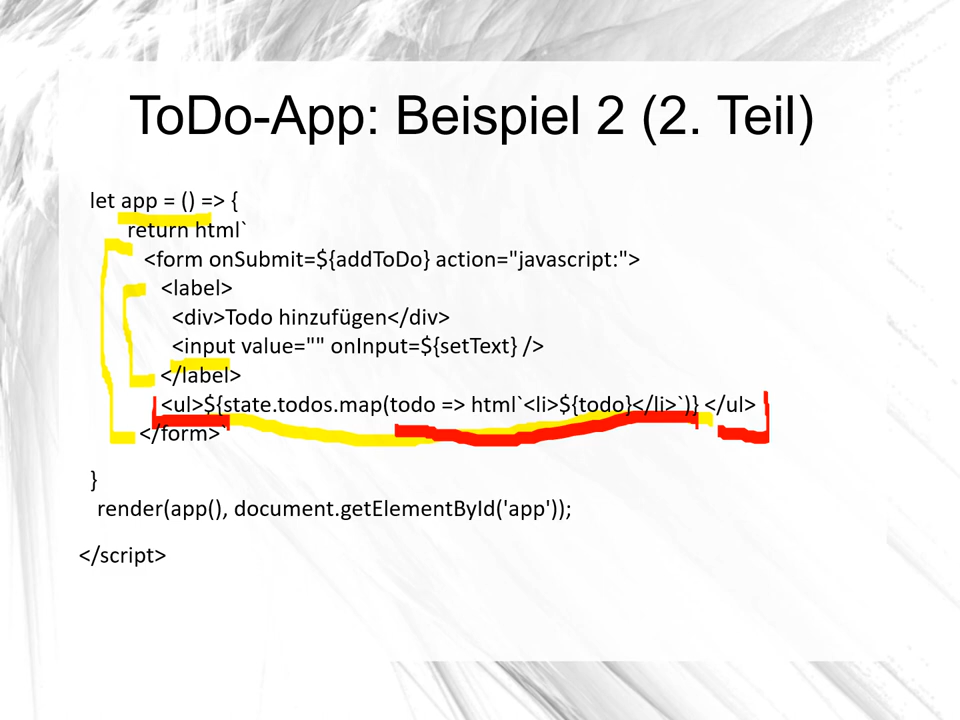 ToDo-App: Beispiel 2 (2. Teil)
let app = () => {
return html`
<form onSubmit=${addToDo} action="javascript:">
<label>
<div>Todo hinzufügen</div>
<input value="" onInput=${setText} />
</label>
<ul>${state.todos.map(todo => html`<li>${todo}</li>`)} </ul>
</form>`
}
render(app(), document.getElementById('app'));
</script>